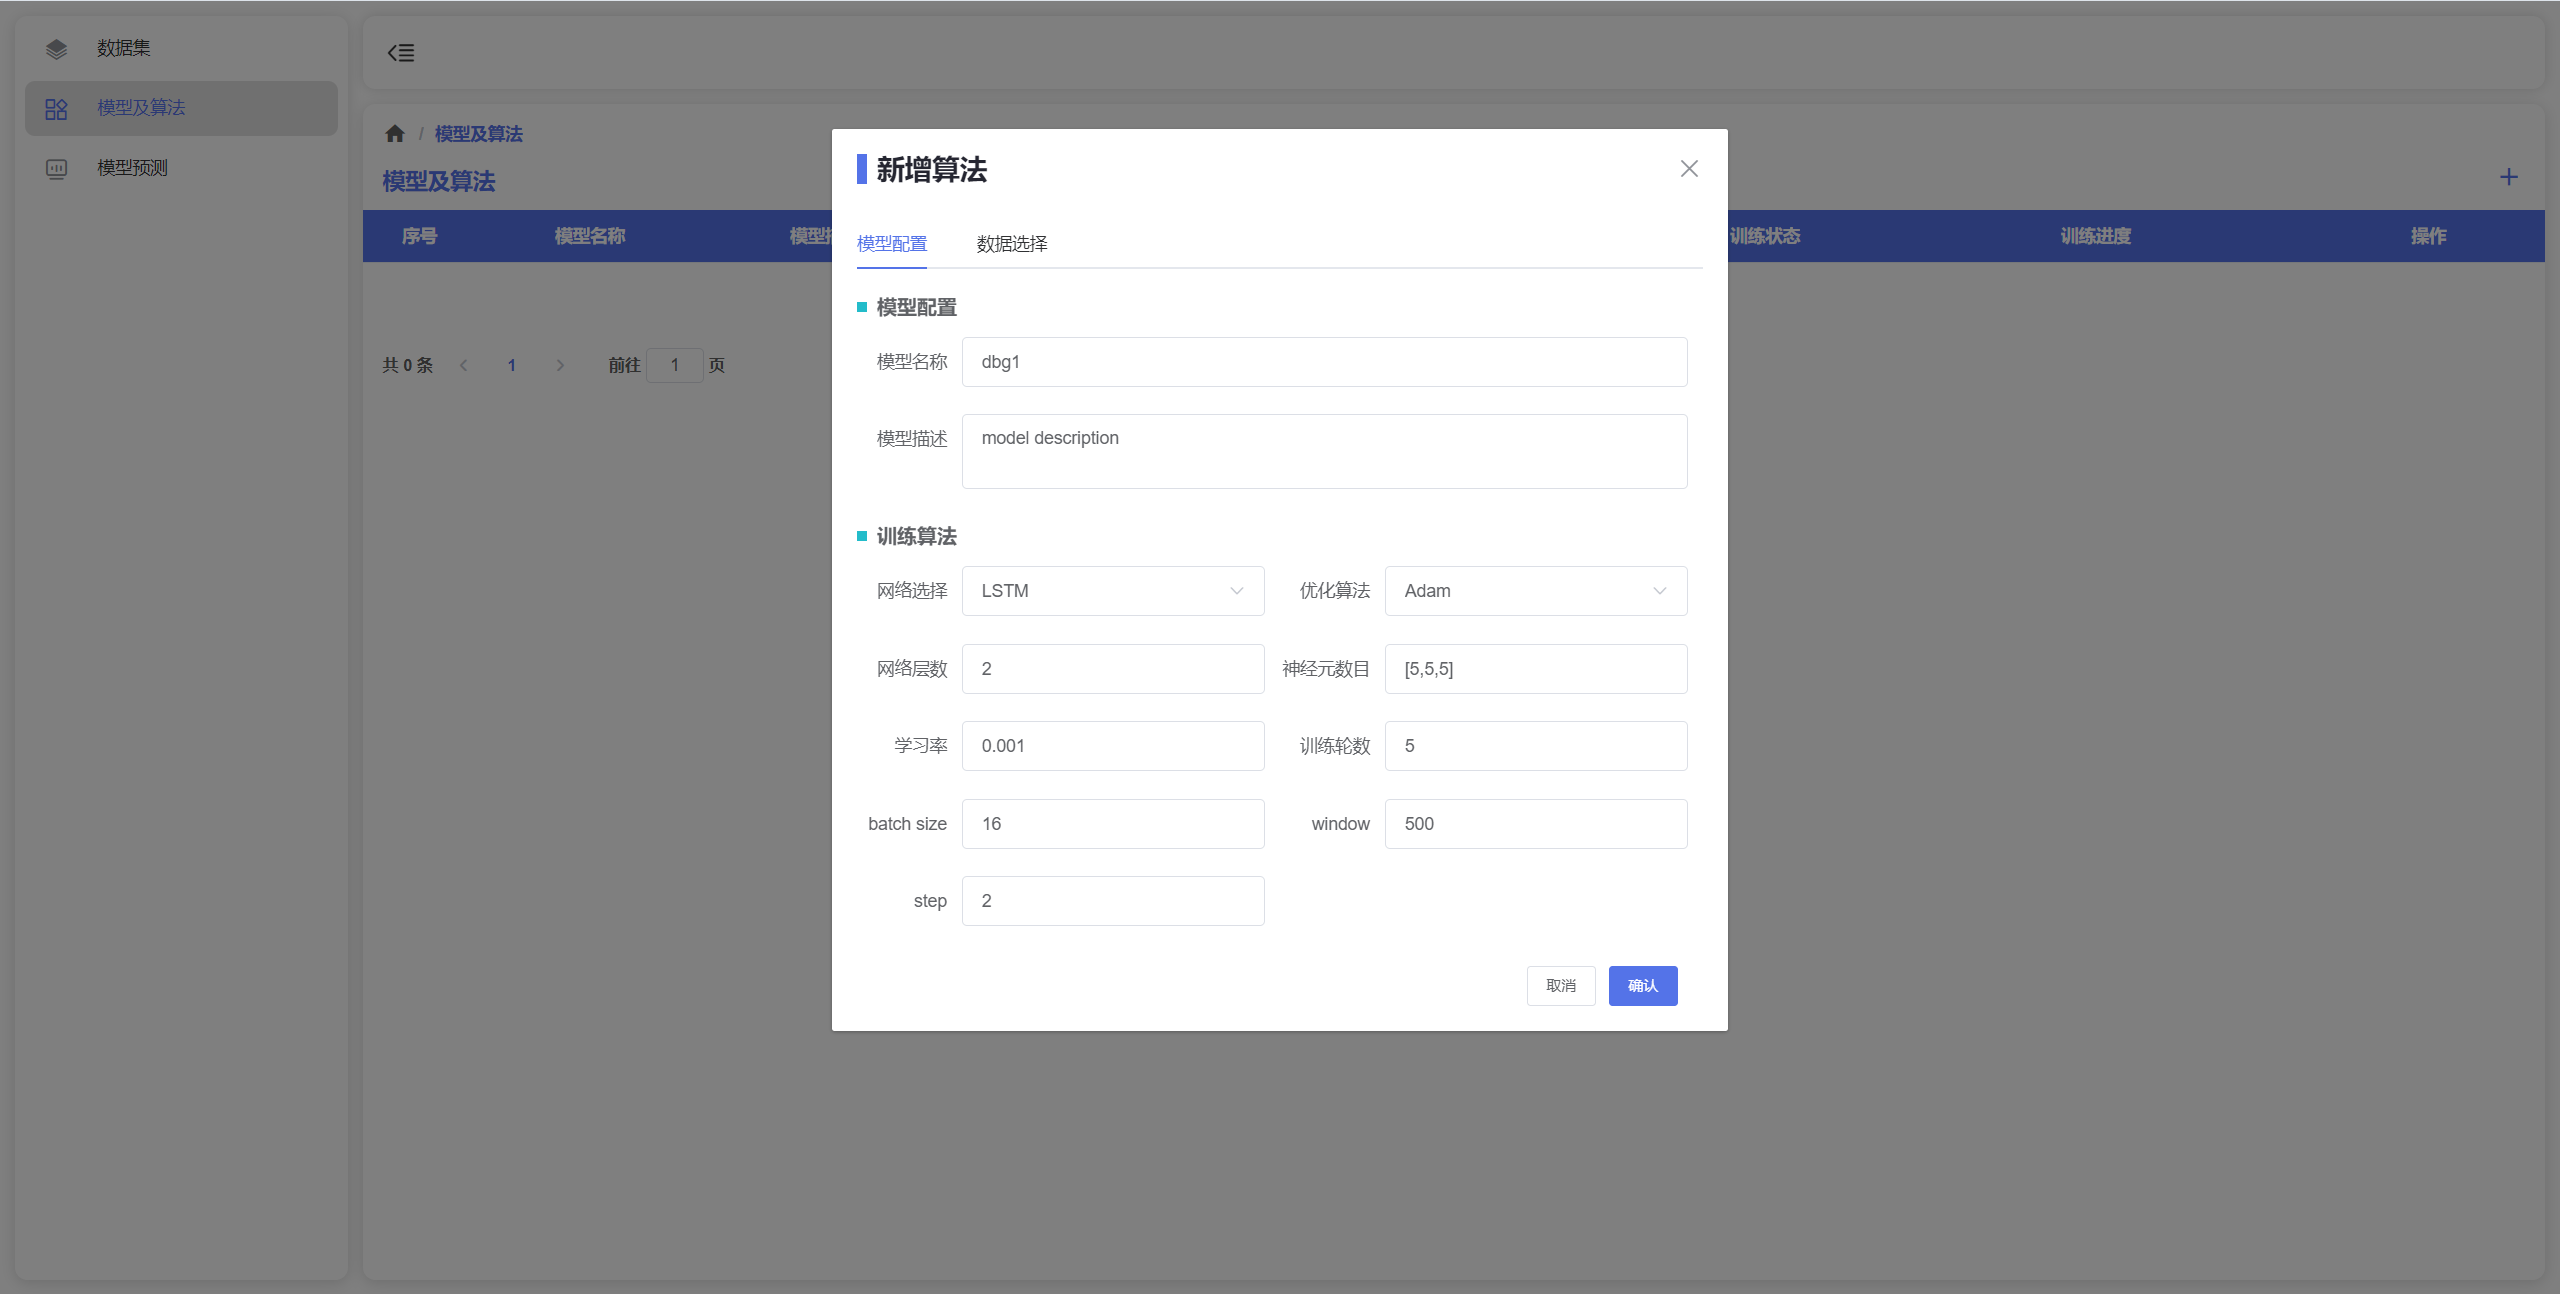 数据集
模型及算法
模型预测
/ 模型及算法
模型及算法
序号 模型名称 训练状态 训练进度 操作
共 0 条 1 前往 1 页
新增算法
模型配置 数据选择
模型配置
模型名称 dbg1
模型描述 model description
训练算法
网络选择 LSTM 优化算法 Adam
网络层数 2 神经元数目 [5,5,5]
学习率 0.001 训练轮数 5
batch size 16 window 500
step 2
取消 确认